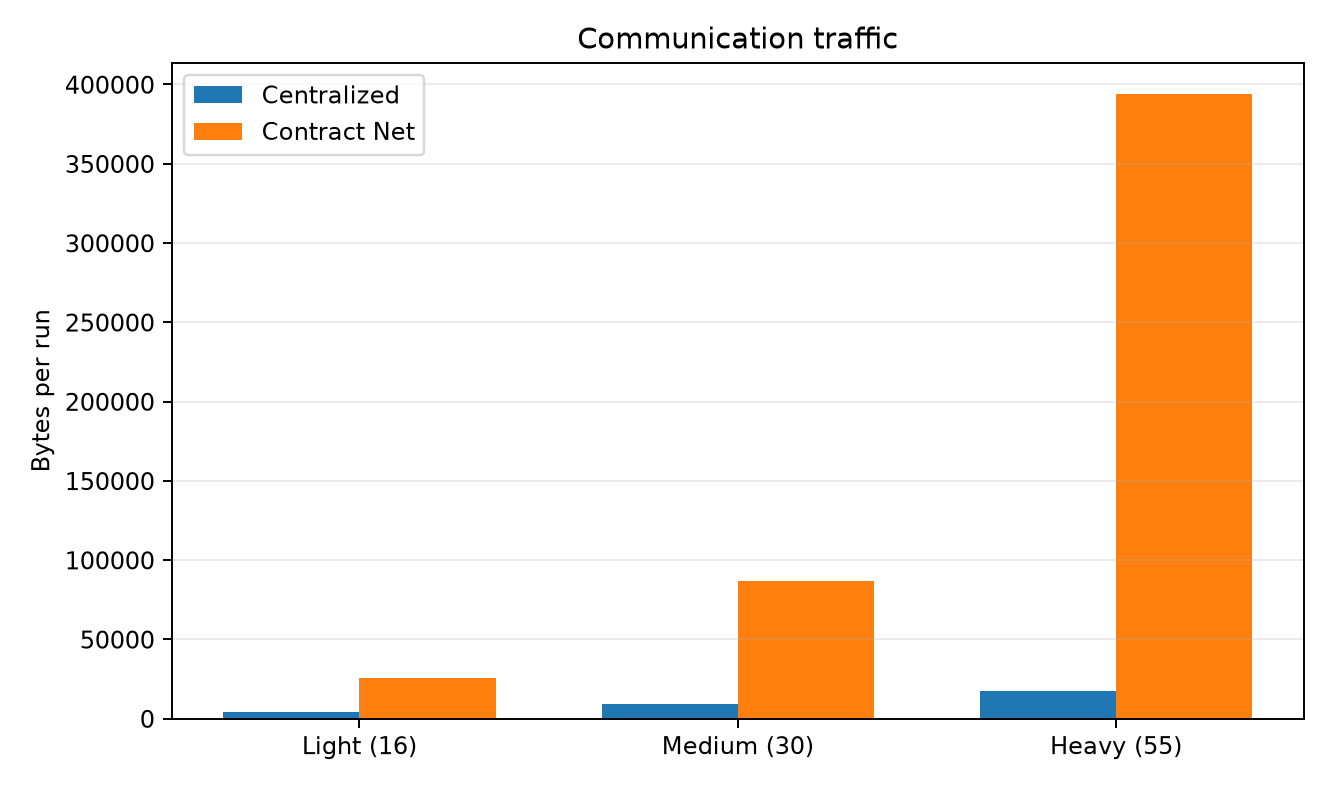 Communication traffic
Centralized
Contract Net
Bytes per run
400000
350000
300000
250000
200000
150000
100000
50000
0
Light (16)
Medium (30)
Heavy (55)